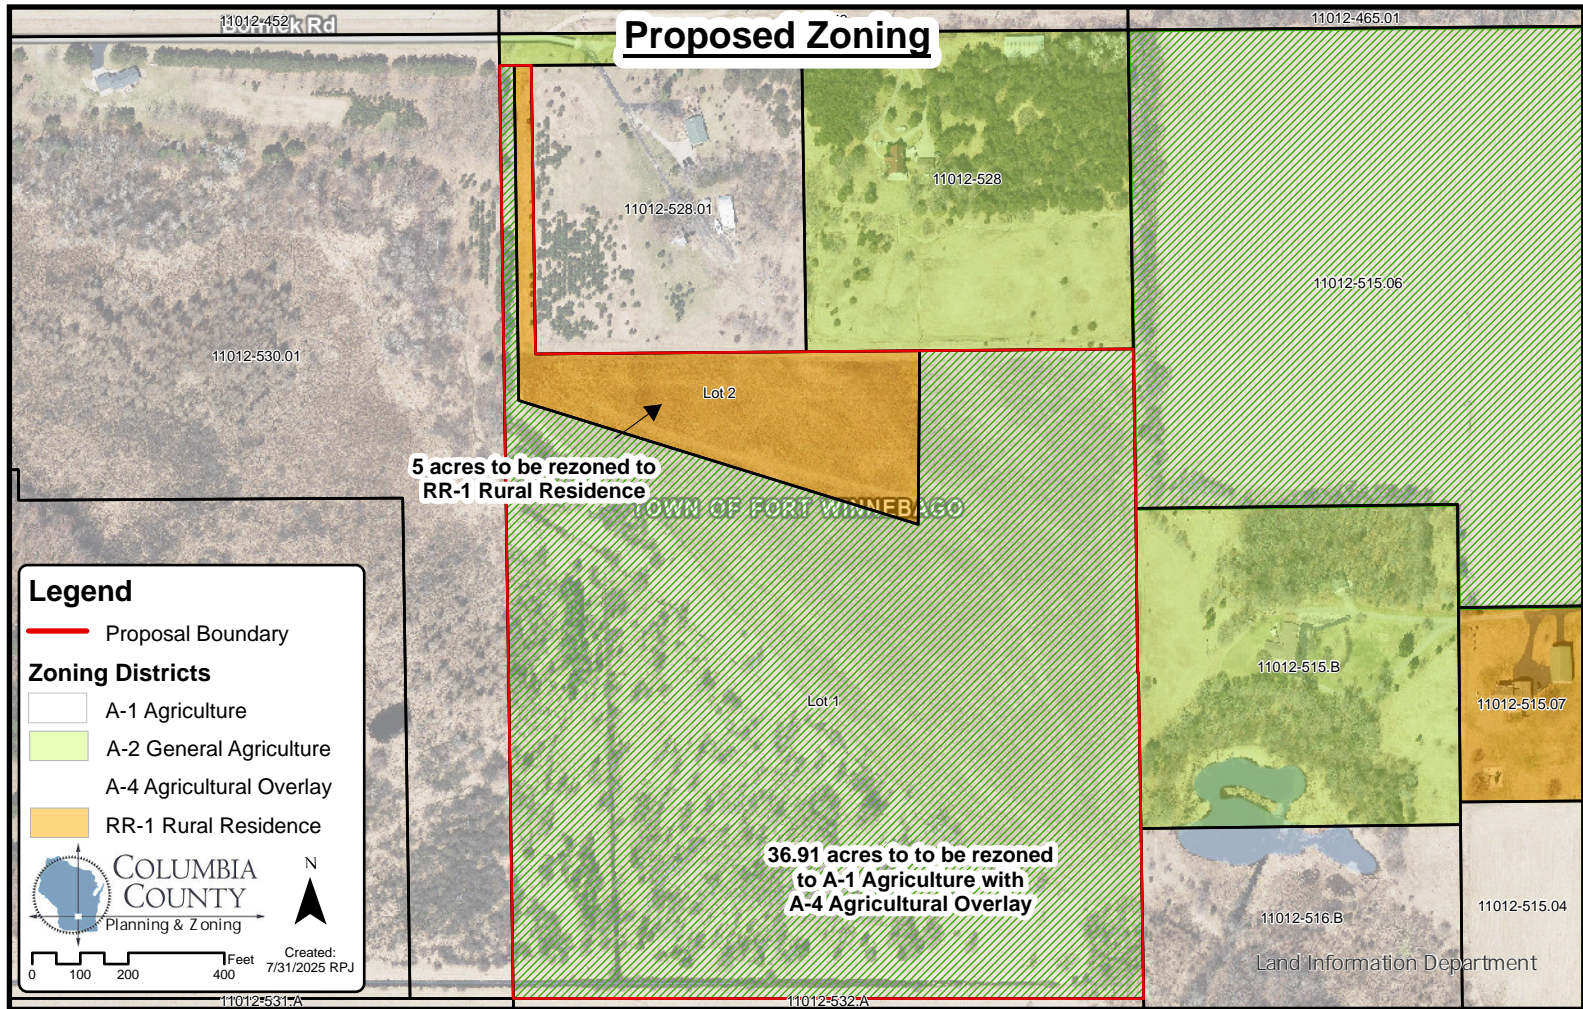 Proposed Zoning
11012-452
Rd
11012-465.01
11012-528
11012-528.01
11012-515.06
11012-530.01
Lot 2
5 acres to be rezoned to
RR-1 Rural Residence
TOWN OF FORT WINNEBAGO
11012-515.B
11012-515.07
Lot 1
36.91 acres to to be rezoned
to A-1 Agriculture with
A-4 Agricultural Overlay
11012-516.B
11012-515.04
Land Information Department
11012-531.A
11012-532.A
Legend
Proposal Boundary
Zoning Districts
A-1 Agriculture
A-2 General Agriculture
A-4 Agricultural Overlay
RR-1 Rural Residence
COLUMBIA
COUNTY
Planning & Zoning
N
Feet
0 100 200 400
Created:
7/31/2025 RPJ